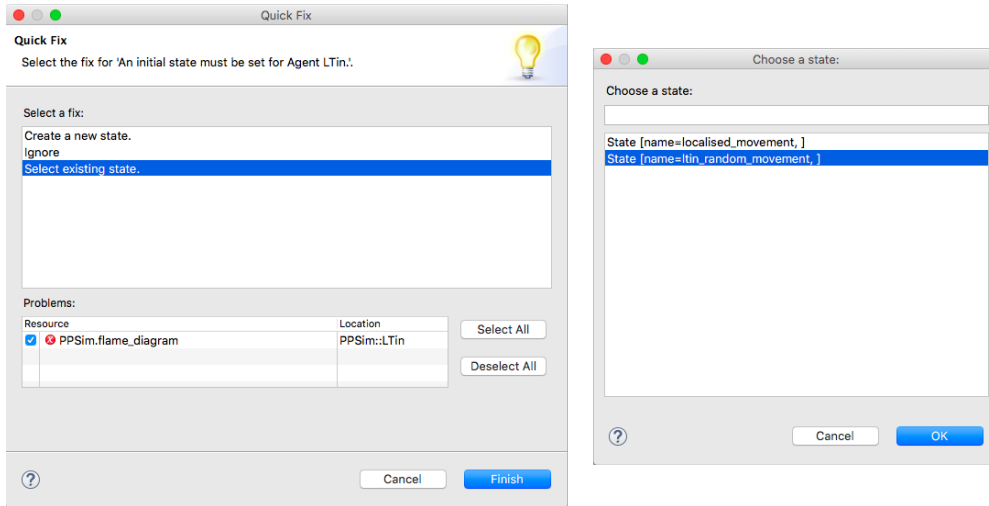 Quick Fix
Quick Fix
Select the fix for 'An initial state must be set for Agent LTin.'.
Select a fix:
Create a new state.
Ignore
Select existing state.
Problems:
Resource Location
PPSim.flame_diagram PPSim::LTin
Select All
Deselect All
? Cancel Finish
Choose a state:
Choose a state:
State [name=localised_movement, ]
State [name=ltin_random_movement, ]
? Cancel OK